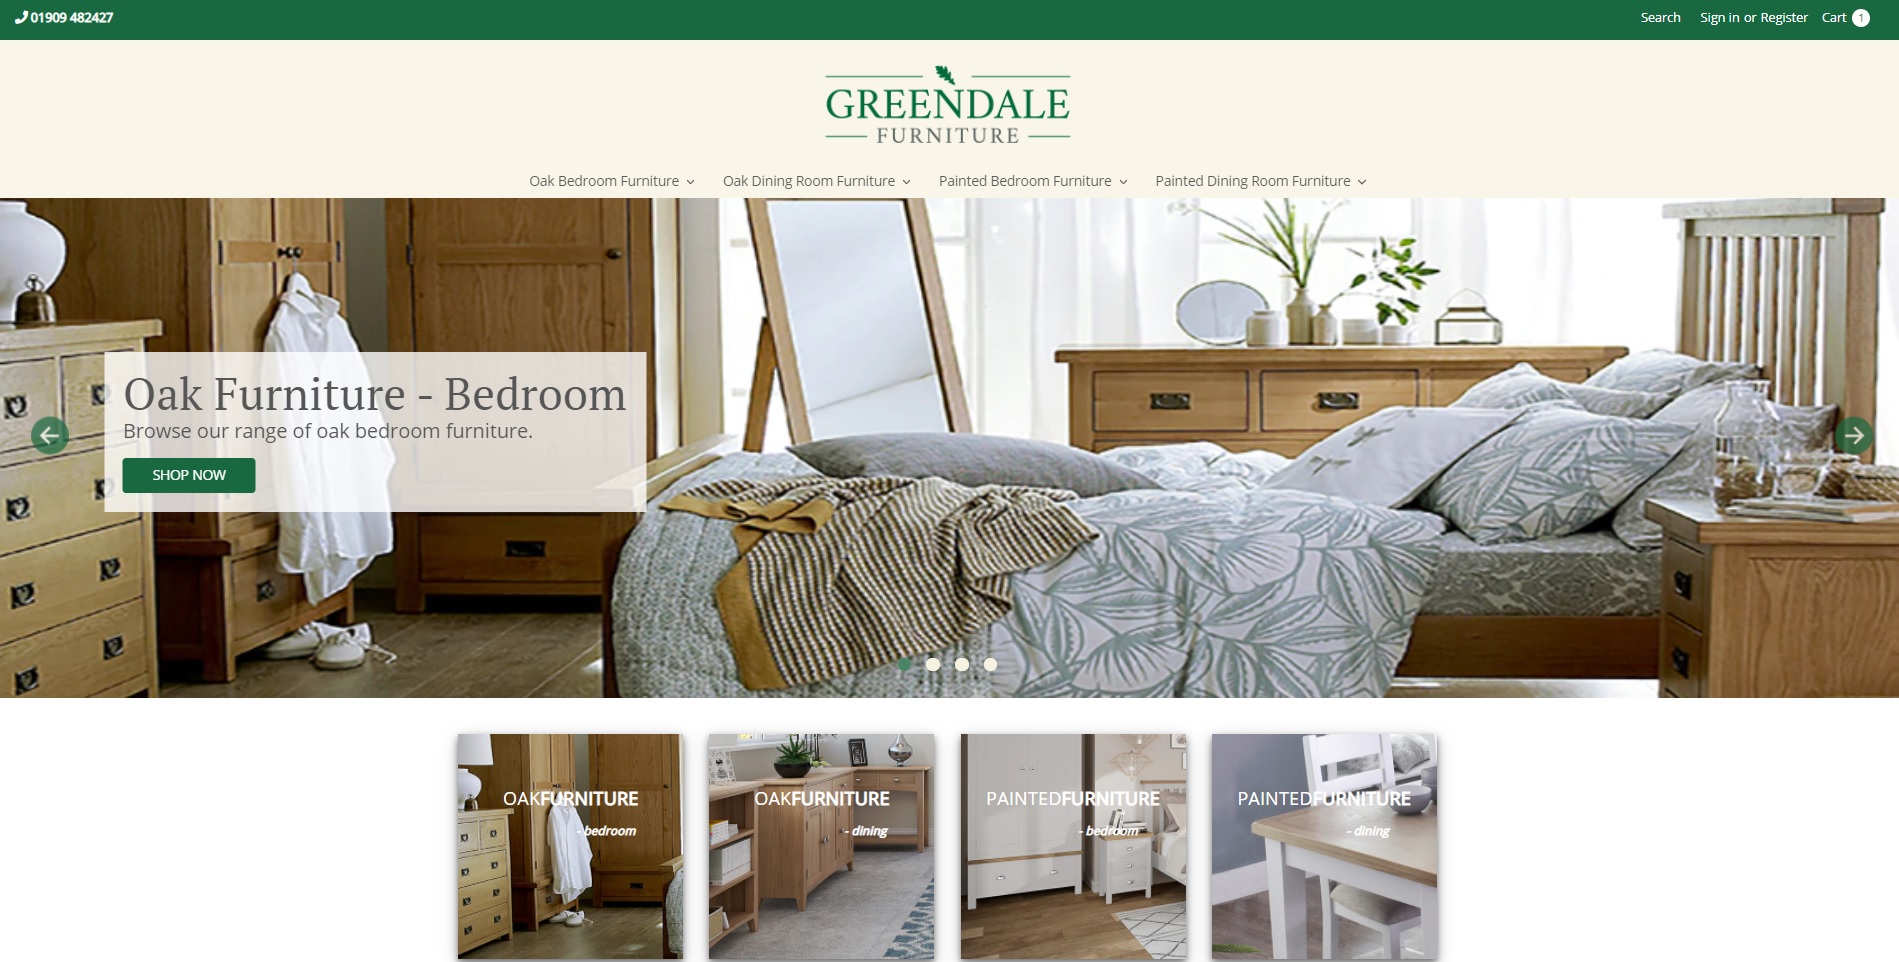 01909 482427
Search Sign in or Register Cart 1
GREENDALE
FURNITURE
Oak Bedroom Furniture Oak Dining Room Furniture Painted Bedroom Furniture Painted Dining Room Furniture
Oak Furniture - Bedroom
Browse our range of oak bedroom furniture.
SHOP NOW
OAKFURNITURE
- bedroom
OAKFURNITURE
- dining
PAINTEDFURNITURE
- bedroom
PAINTEDFURNITURE
- dining